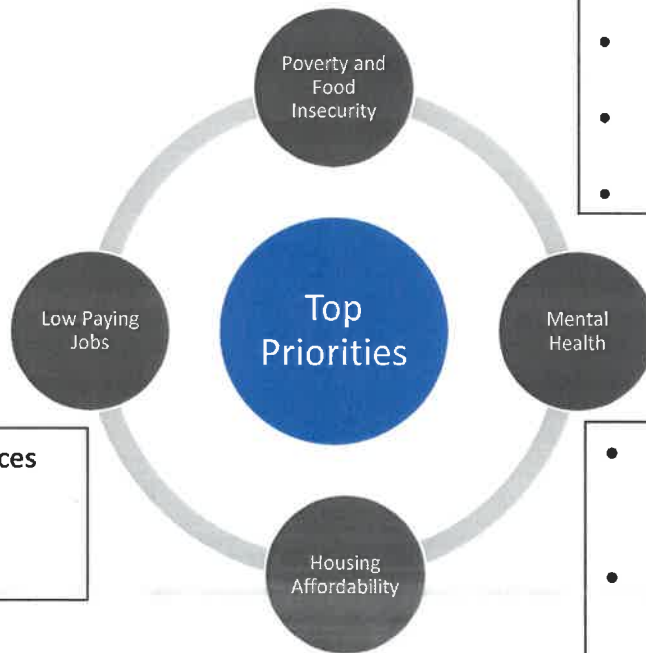 Poverty and
Food
Insecurity
Low Paying
Jobs
Top
Priorities
Mental
Health
ces
Housing
Affordability